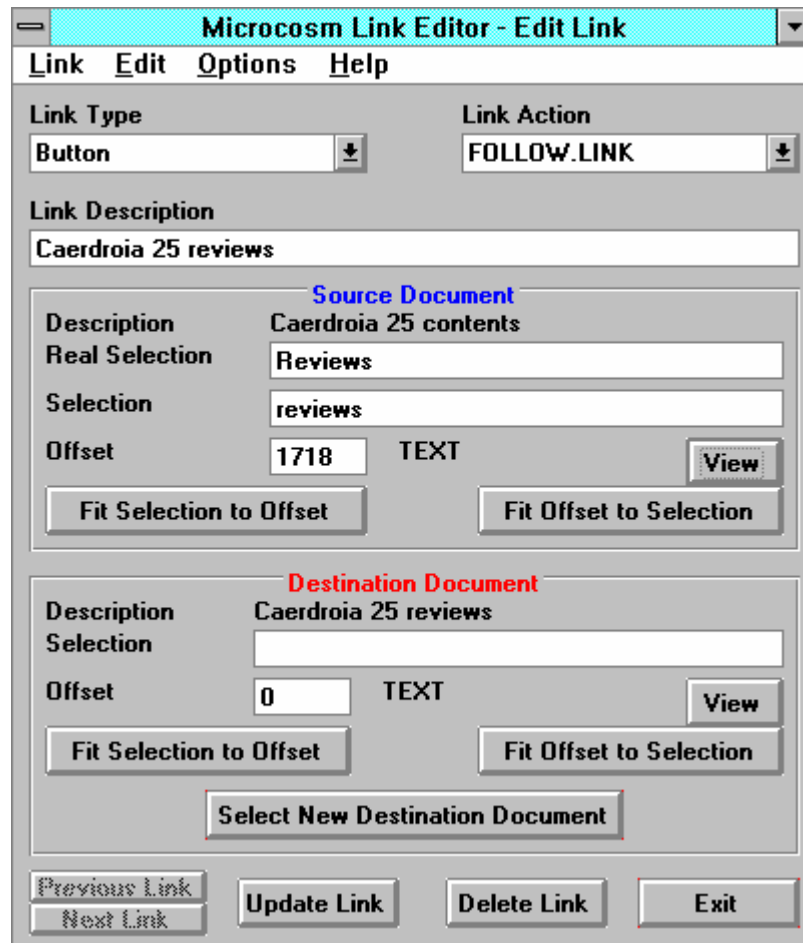 Microcosm Link Editor - Edit Link
Link Edit Options Help
Link Type Link Action
Button FOLLOW.LINK
Link Description
Caerdroia 25 reviews
Source Document
Description Caerdroia 25 contents
Real Selection Reviews
Selection reviews
Offset 1718 TEXT View
Fit Selection to Offset Fit Offset to Selection
Destination Document
Description Caerdroia 25 reviews
Selection
Offset 0 TEXT View
Fit Selection to Offset Fit Offset to Selection
Select New Destination Document
Previous Link
Next Link Update Link Delete Link Exit